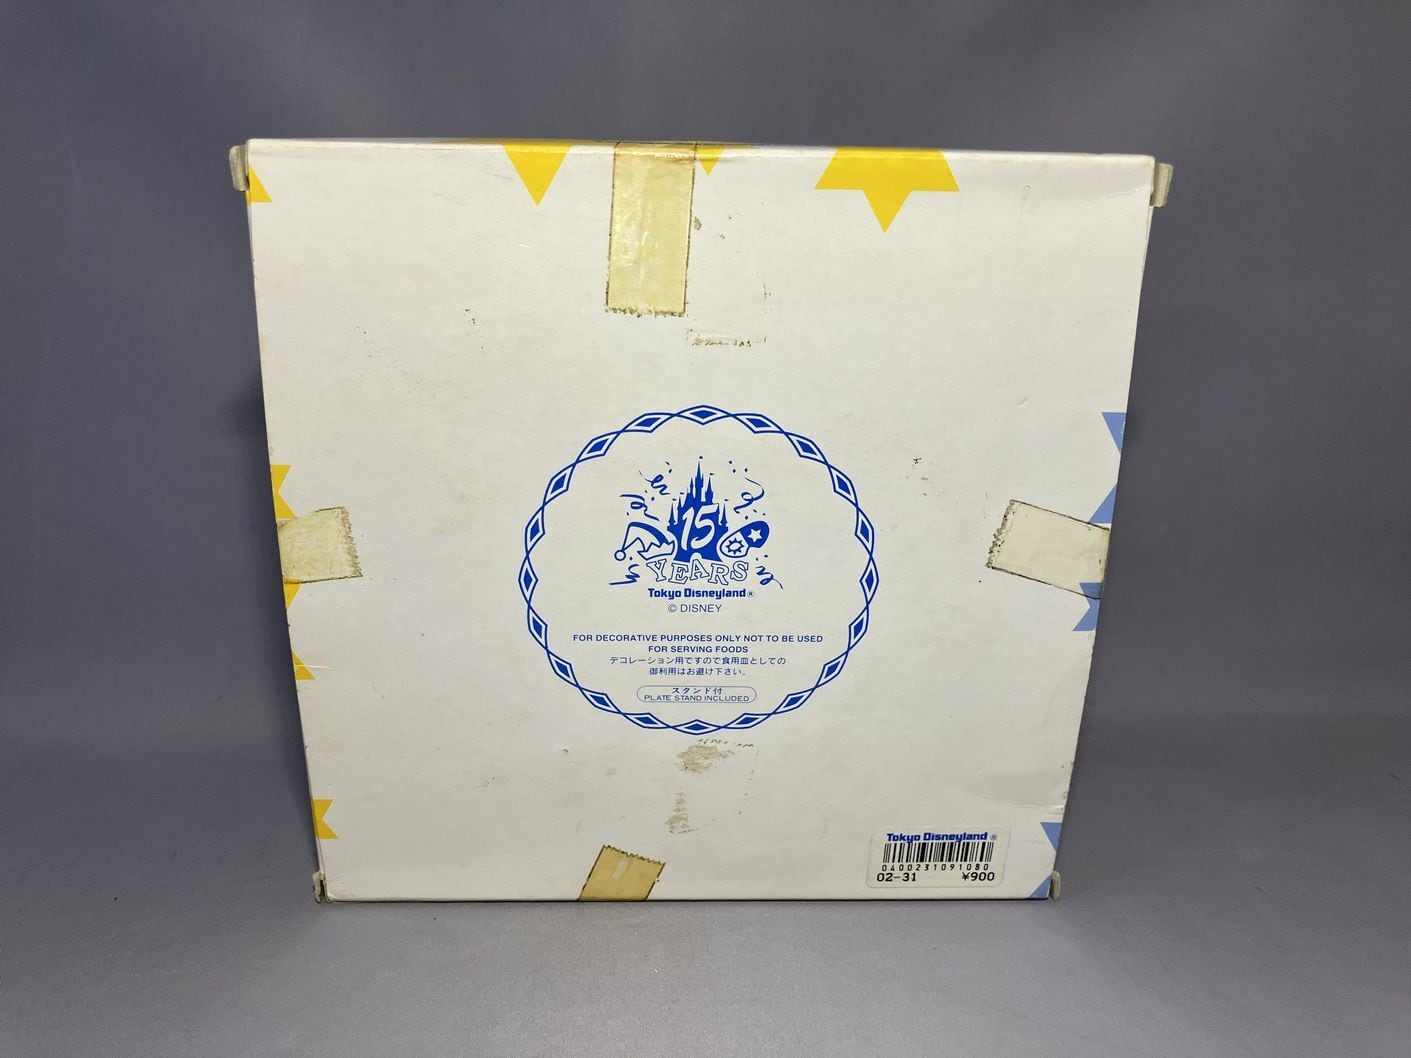 15
YEARS
Tokyo Disneyland®
© DISNEY
FOR DECORATIVE PURPOSES ONLY NOT TO BE USED
FOR SERVING FOODS
デコレーション用ですので食用皿としての
御利用はお避け下さい。
スタンド付
PLATE STAND INCLUDED
Tokyo Disneyland ®
0400231091080
02-31 ¥900